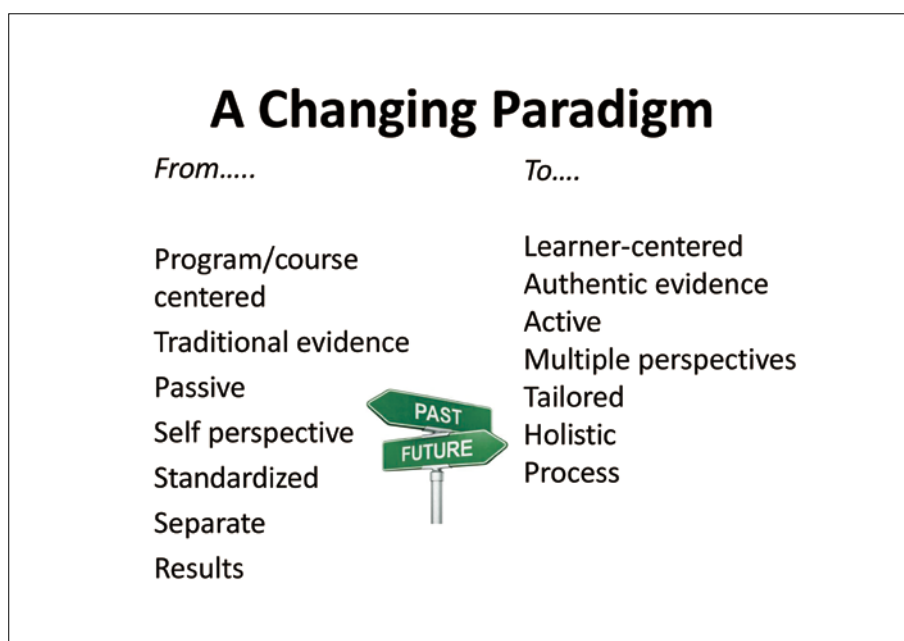 A Changing Paradigm
From.....
Program/course
centered
Traditional evidence
Passive
Self perspective
Standardized
Separate
Results
PAST
FUTURE
To....
Learner-centered
Authentic evidence
Active
Multiple perspectives
Tailored
Holistic
Process